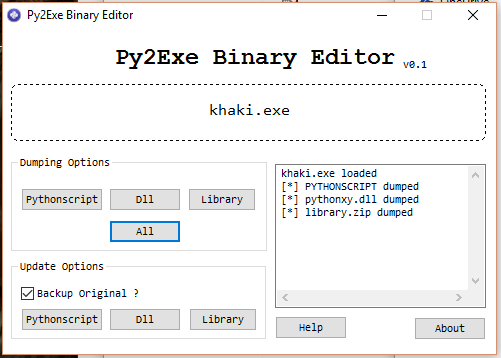 Py2Exe Binary Editor
Py2Exe Binary Editor v0.1
khaki.exe
Dumping Options
Pythonscript Dll Library
All
Update Options
Backup Original ?
Pythonscript Dll Library
khaki.exe loaded
[*] PYTHONSCRIPT dumped
[*] pythonxy.dll dumped
[*] library.zip dumped
Help About